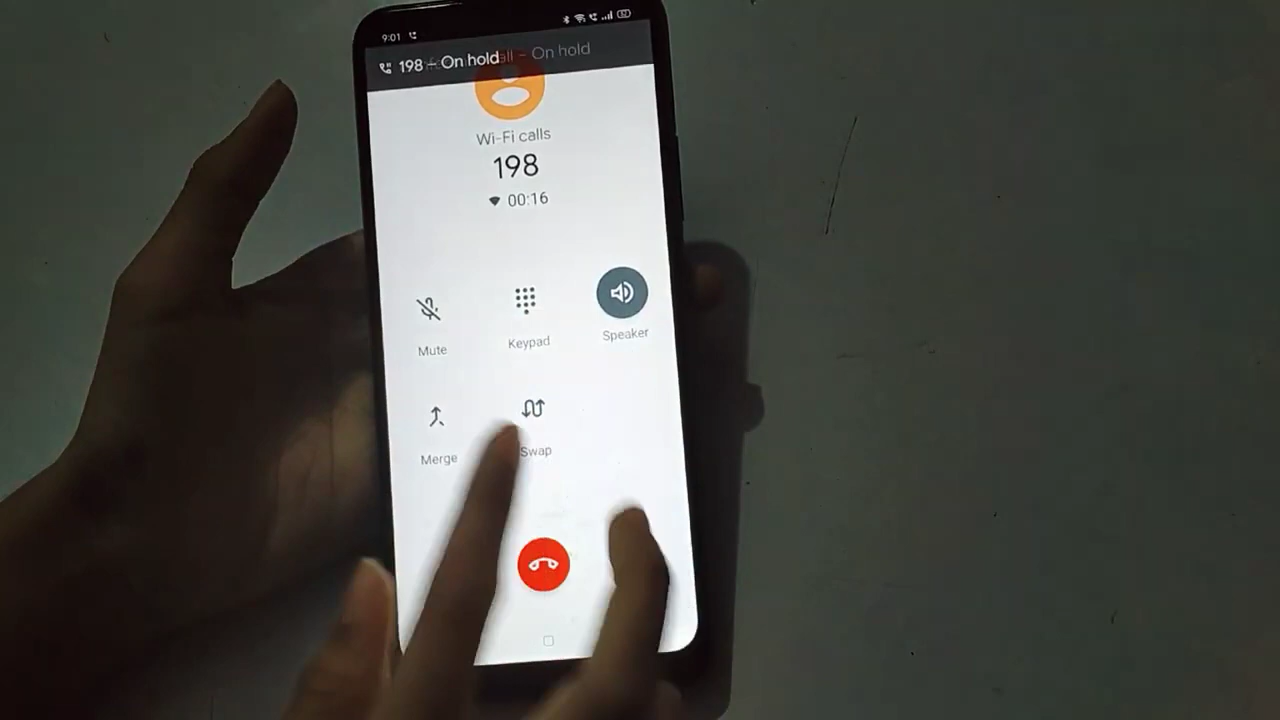 9:01
198 – On hold
all – On hold
Wi-Fi calls
198
00:16
Mute
Keypad
Speaker
Merge
Swap